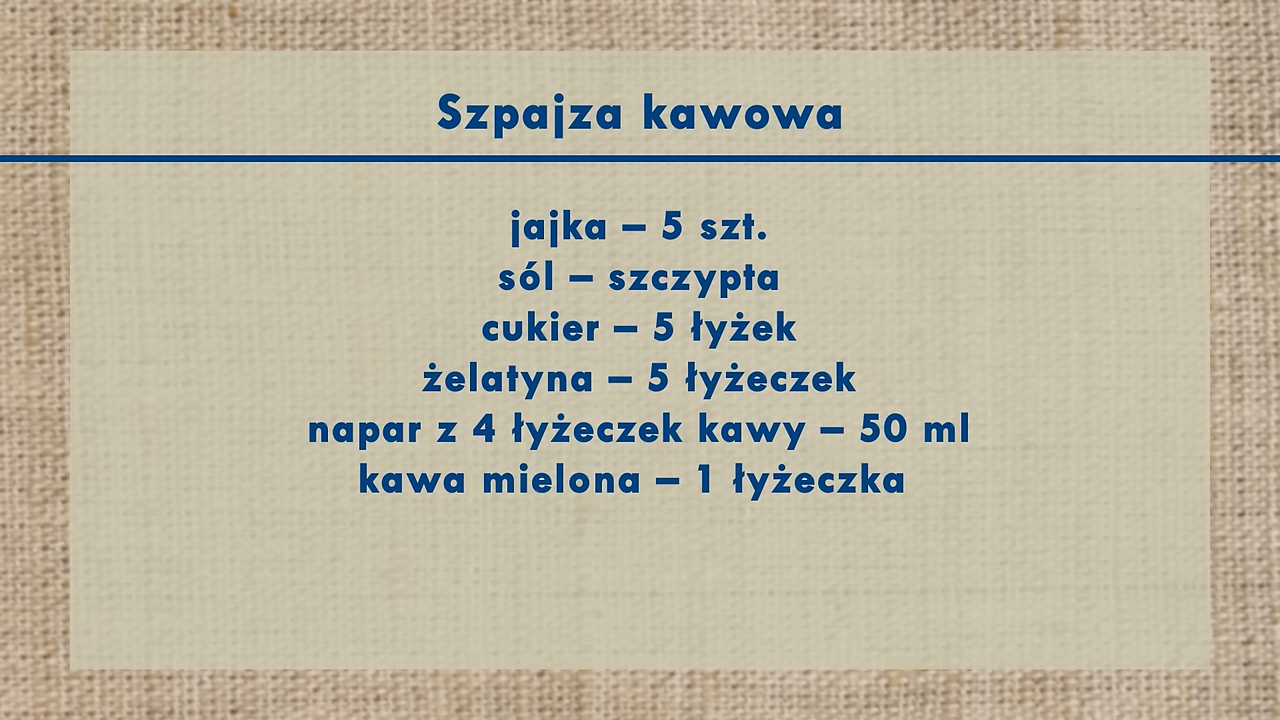 Szpajza kawowa
jajka – 5 szt.
sól – szczypta
cukier – 5 łyżek
żelatyna – 5 łyżeczek
napar z 4 łyżeczek kawy – 50 ml
kawa mielona – 1 łyżeczka